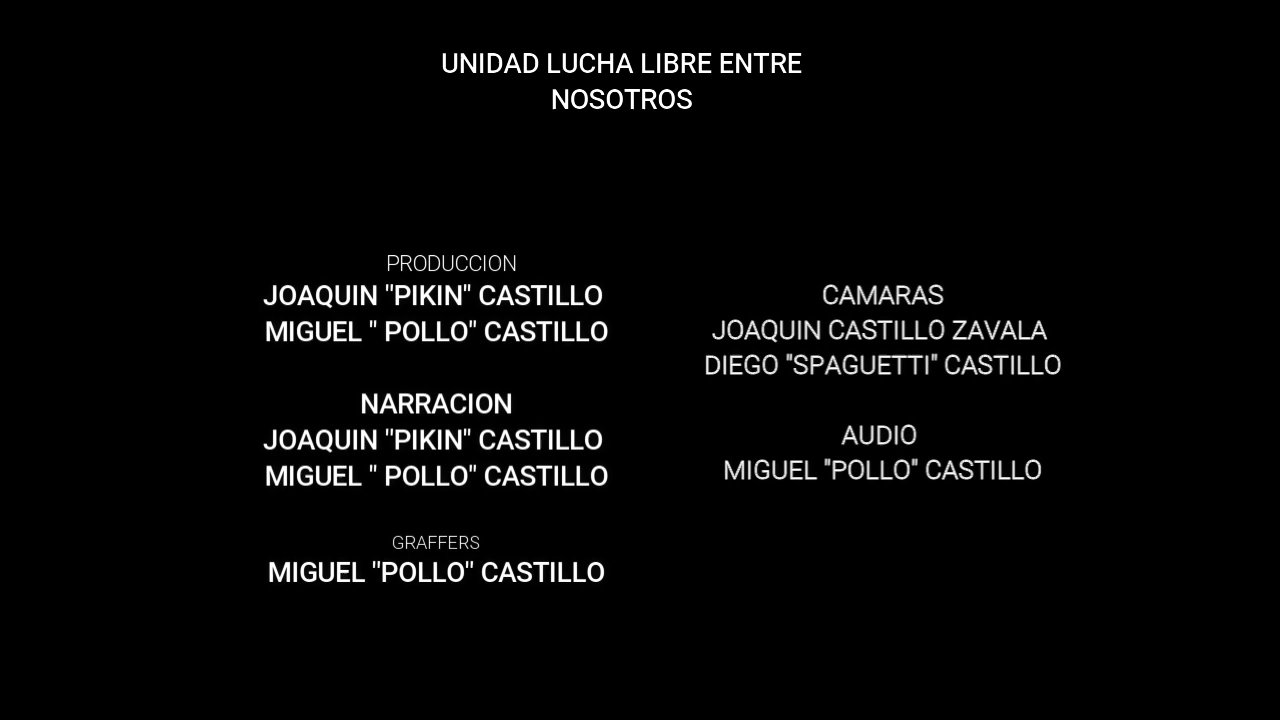 UNIDAD LUCHA LIBRE ENTRE
NOSOTROS
PRODUCCION
JOAQUIN "PIKIN" CASTILLO
MIGUEL " POLLO" CASTILLO
NARRACION
JOAQUIN "PIKIN" CASTILLO
MIGUEL " POLLO" CASTILLO
GRAFFERS
MIGUEL "POLLO" CASTILLO
CAMARAS
JOAQUIN CASTILLO ZAVALA
DIEGO "SPAGUETTI" CASTILLO
AUDIO
MIGUEL "POLLO" CASTILLO